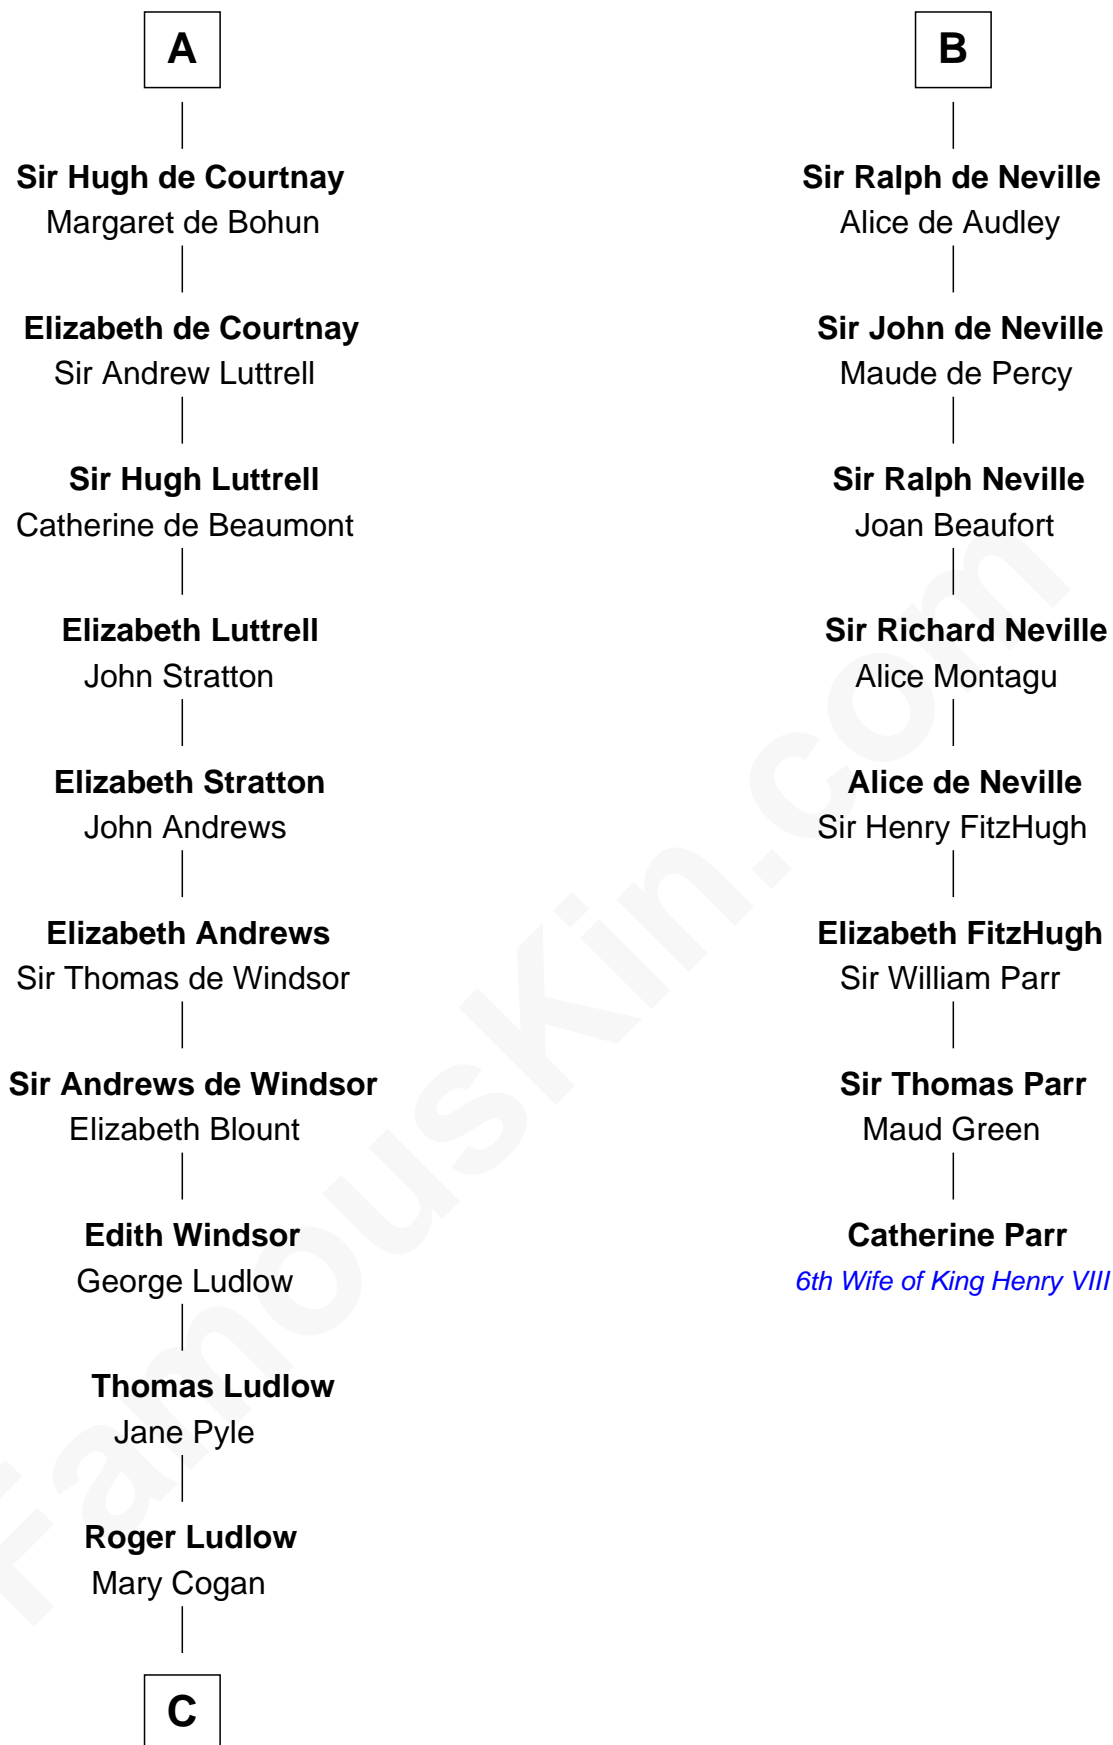 A
Sir Hugh de Courtnay
Margaret de Bohun
Elizabeth de Courtnay
Sir Andrew Luttrell
Sir Hugh Luttrell
Catherine de Beaumont
Elizabeth Luttrell
John Stratton
Elizabeth Stratton
John Andrews
Elizabeth Andrews
Sir Thomas de Windsor
Sir Andrews de Windsor
Elizabeth Blount
Edith Windsor
George Ludlow
Thomas Ludlow
Jane Pyle
Roger Ludlow
Mary Cogan
C
B
Sir Ralph de Neville
Alice de Audley
Sir John de Neville
Maude de Percy
Sir Ralph Neville
Joan Beaufort
Sir Richard Neville
Alice Montagu
Alice de Neville
Sir Henry FitzHugh
Elizabeth FitzHugh
Sir William Parr
Sir Thomas Parr
Maud Green
Catherine Parr
6th Wife of King Henry VIII
FamousKin.com